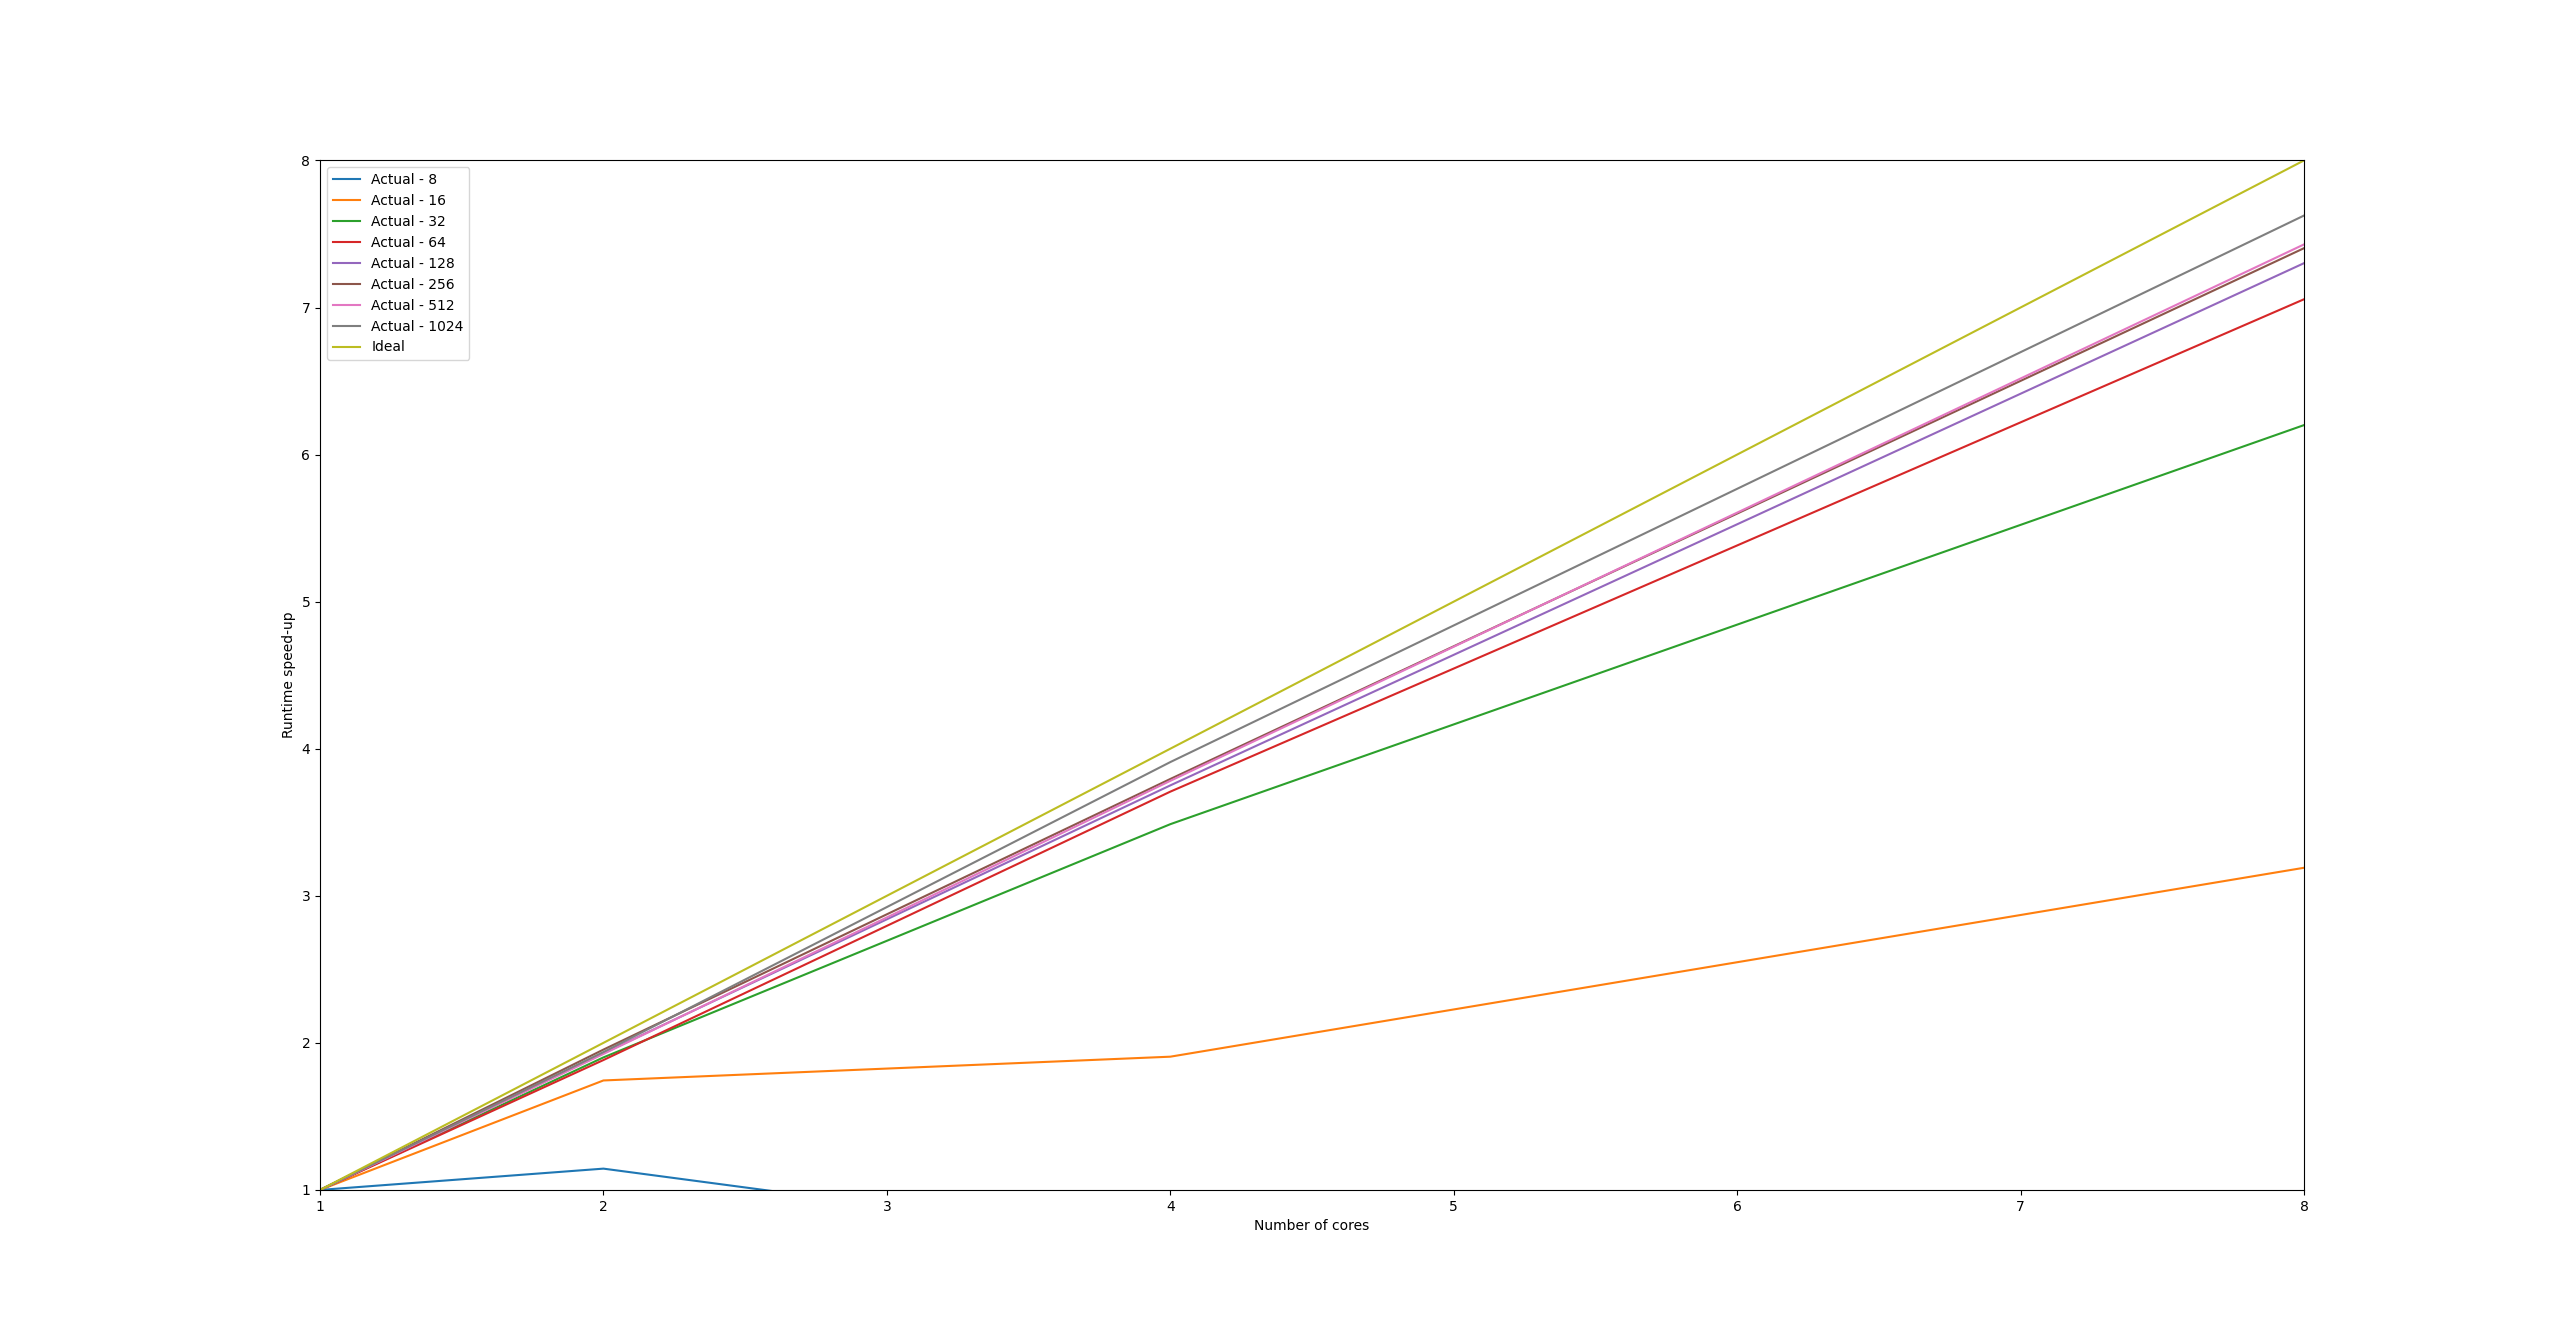 8
7
6
5
4
3
2
1
Runtime speed-up
Actual - 8
Actual - 16
Actual - 32
Actual - 64
Actual - 128
Actual - 256
Actual - 512
Actual - 1024
Ideal
1 2 3 4 5 6 7 8
Number of cores